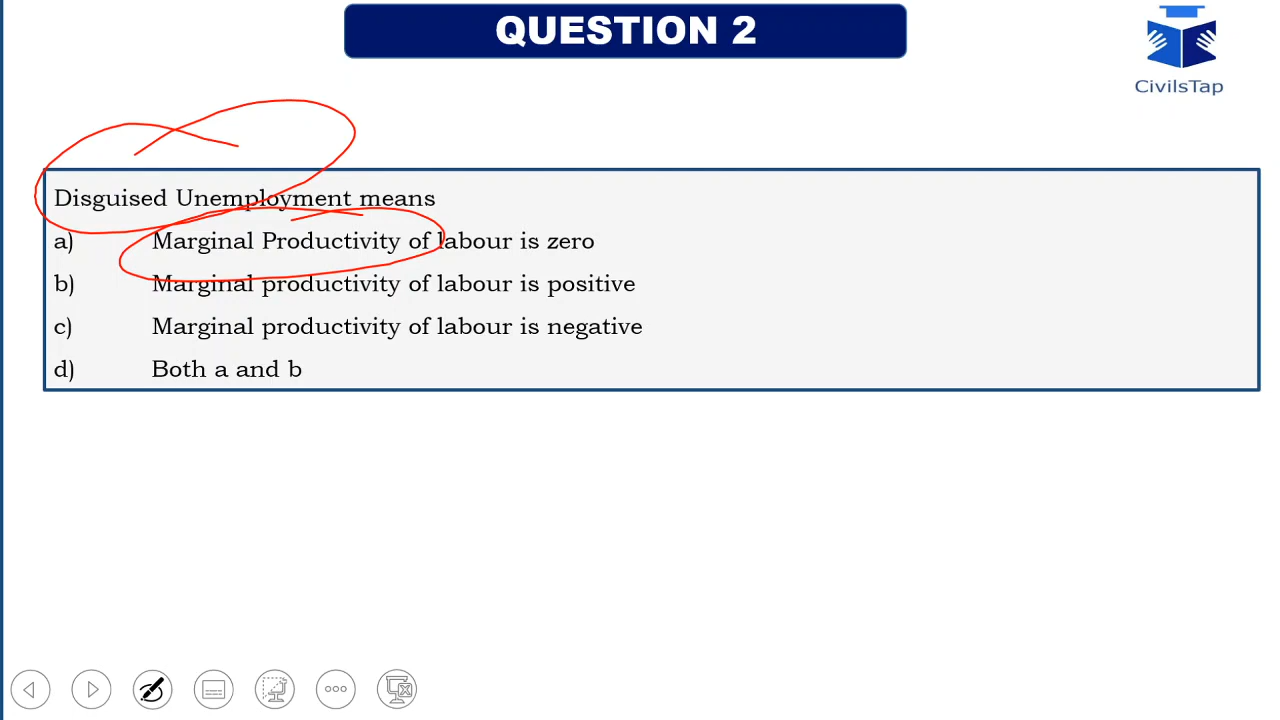 QUESTION 2
CivilsTap
Disguised Unemployment means
a) Marginal Productivity of labour is zero
b) Marginal productivity of labour is positive
c) Marginal productivity of labour is negative
d) Both a and b